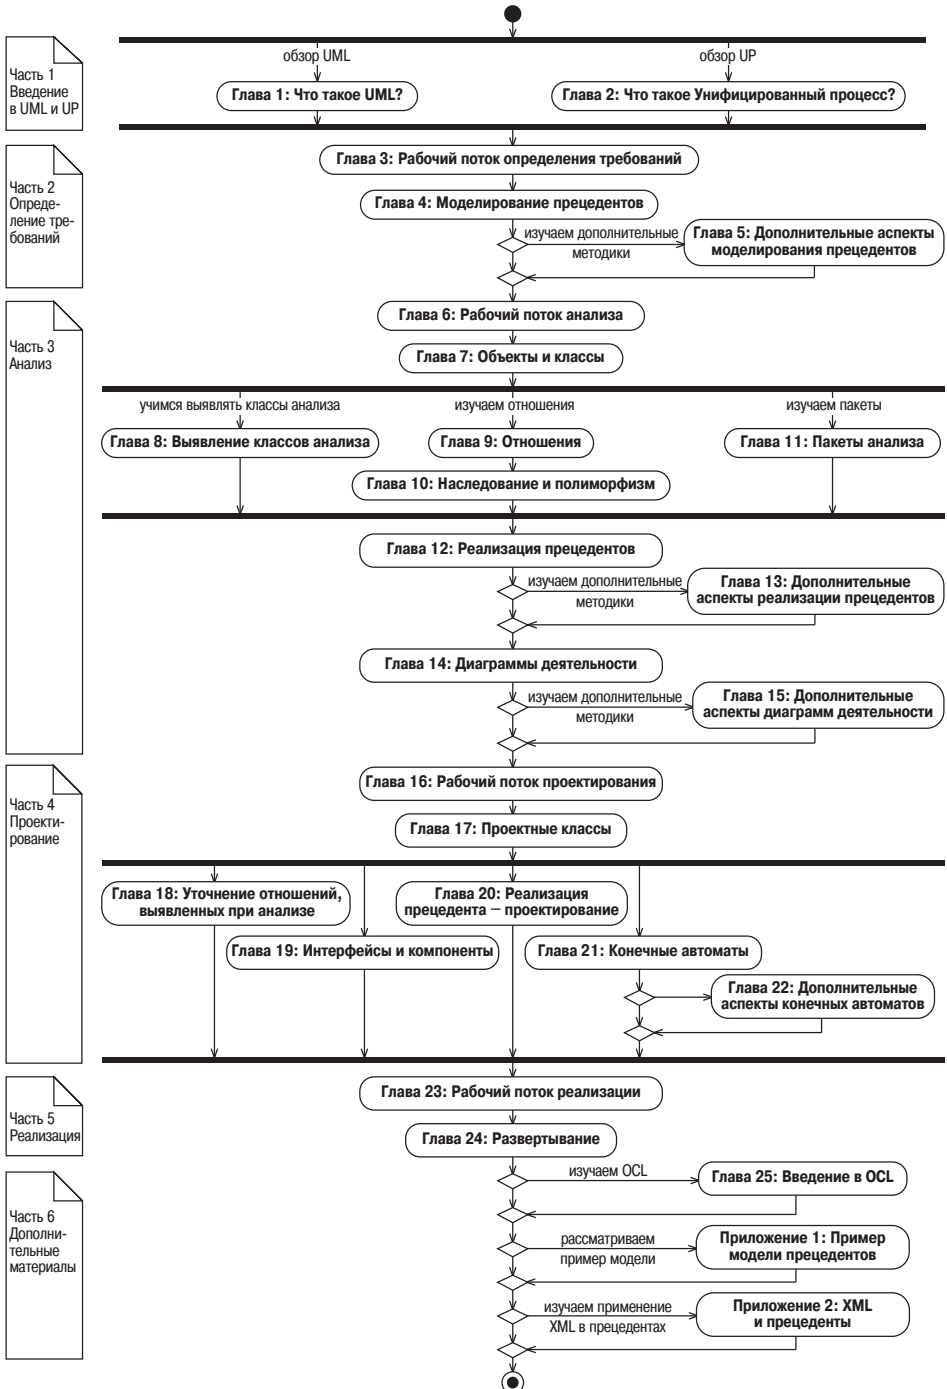 Часть 1
Введение
в UML и UP
обзор UML
обзор UP
Глава 1: Что такое UML?
Глава 2: Что такое Унифицированный процесс?
Часть 2
Опреде-
ление тре-
бований
Глава 3: Рабочий поток определения требований
Глава 4: Моделирование прецедентов
изучаем дополнительные
методики
Глава 5: Дополнительные аспекты
моделирования прецедентов
Часть 3
Анализ
Глава 6: Рабочий поток анализа
Глава 7: Объекты и классы
учимся выявлять классы анализа
изучаем отношения
изучаем пакеты
Глава 8: Выявление классов анализа
Глава 9: Отношения
Глава 11: Пакеты анализа
Глава 10: Наследование и полиморфизм
Глава 12: Реализация прецедентов
изучаем дополнительные
методики
Глава 13: Дополнительные
аспекты реализации прецедентов
Глава 14: Диаграммы деятельности
изучаем дополнительные
методики
Глава 15: Дополнительные
аспекты диаграмм деятельности
Часть 4
Проекти-
рование
Глава 16: Рабочий поток проектирования
Глава 17: Проектные классы
Глава 18: Уточнение отношений,
выявленных при анализе
Глава 20: Реализация
прецедента – проектирование
Глава 19: Интерфейсы и компоненты
Глава 21: Конечные автоматы
Глава 22: Дополнительные
аспекты конечных автоматов
Часть 5
Реализация
Глава 23: Рабочий поток реализации
Глава 24: Развертывание
Часть 6
Дополни-
тельные
материалы
изучаем OCL
Глава 25: Введение в OCL
рассматриваем
пример модели
Приложение 1: Пример
модели прецедентов
изучаем применение
XML в прецедентах
Приложение 2: XML
и прецеденты